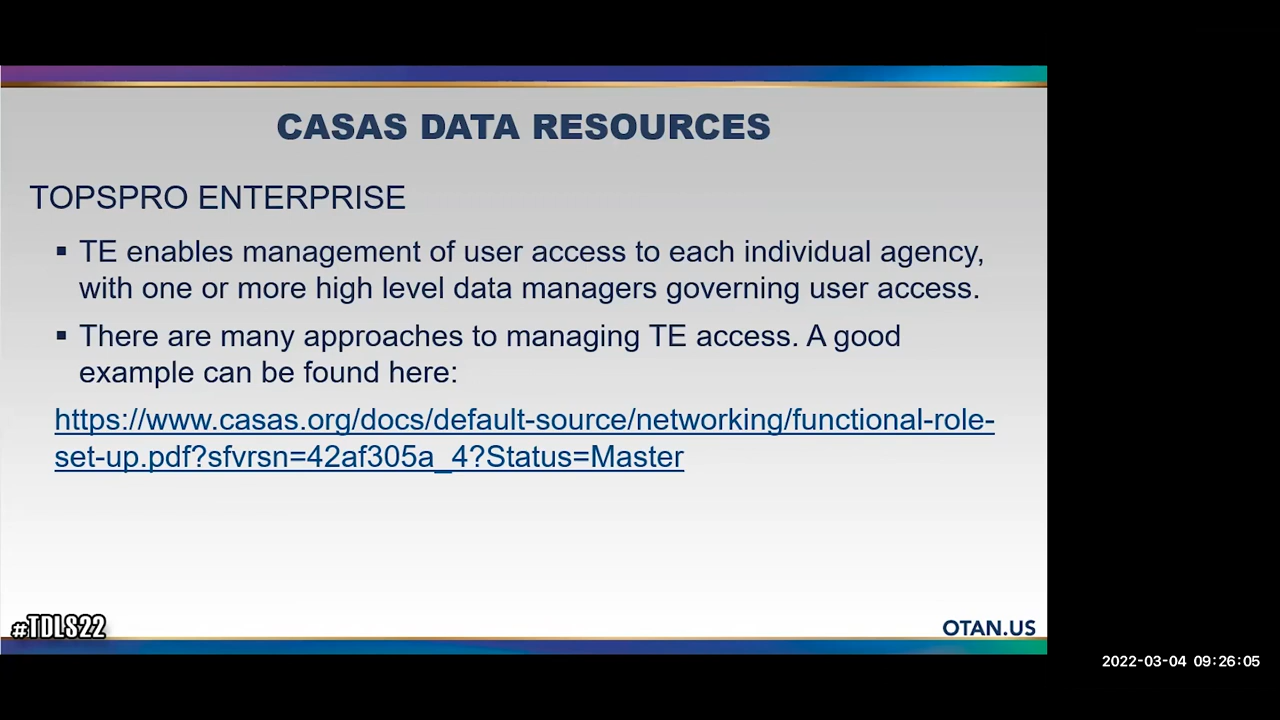 CASAS DATA RESOURCES
TOPSPRO ENTERPRISE
▪ TE enables management of user access to each individual agency,
with one or more high level data managers governing user access.
▪ There are many approaches to managing TE access. A good
example can be found here:
https://www.casas.org/docs/default-source/networking/functional-role-
set-up.pdf?sfvrsn=42af305a_4?Status=Master
#TDLS22
OTAN.US
2022-03-04 09:26:05